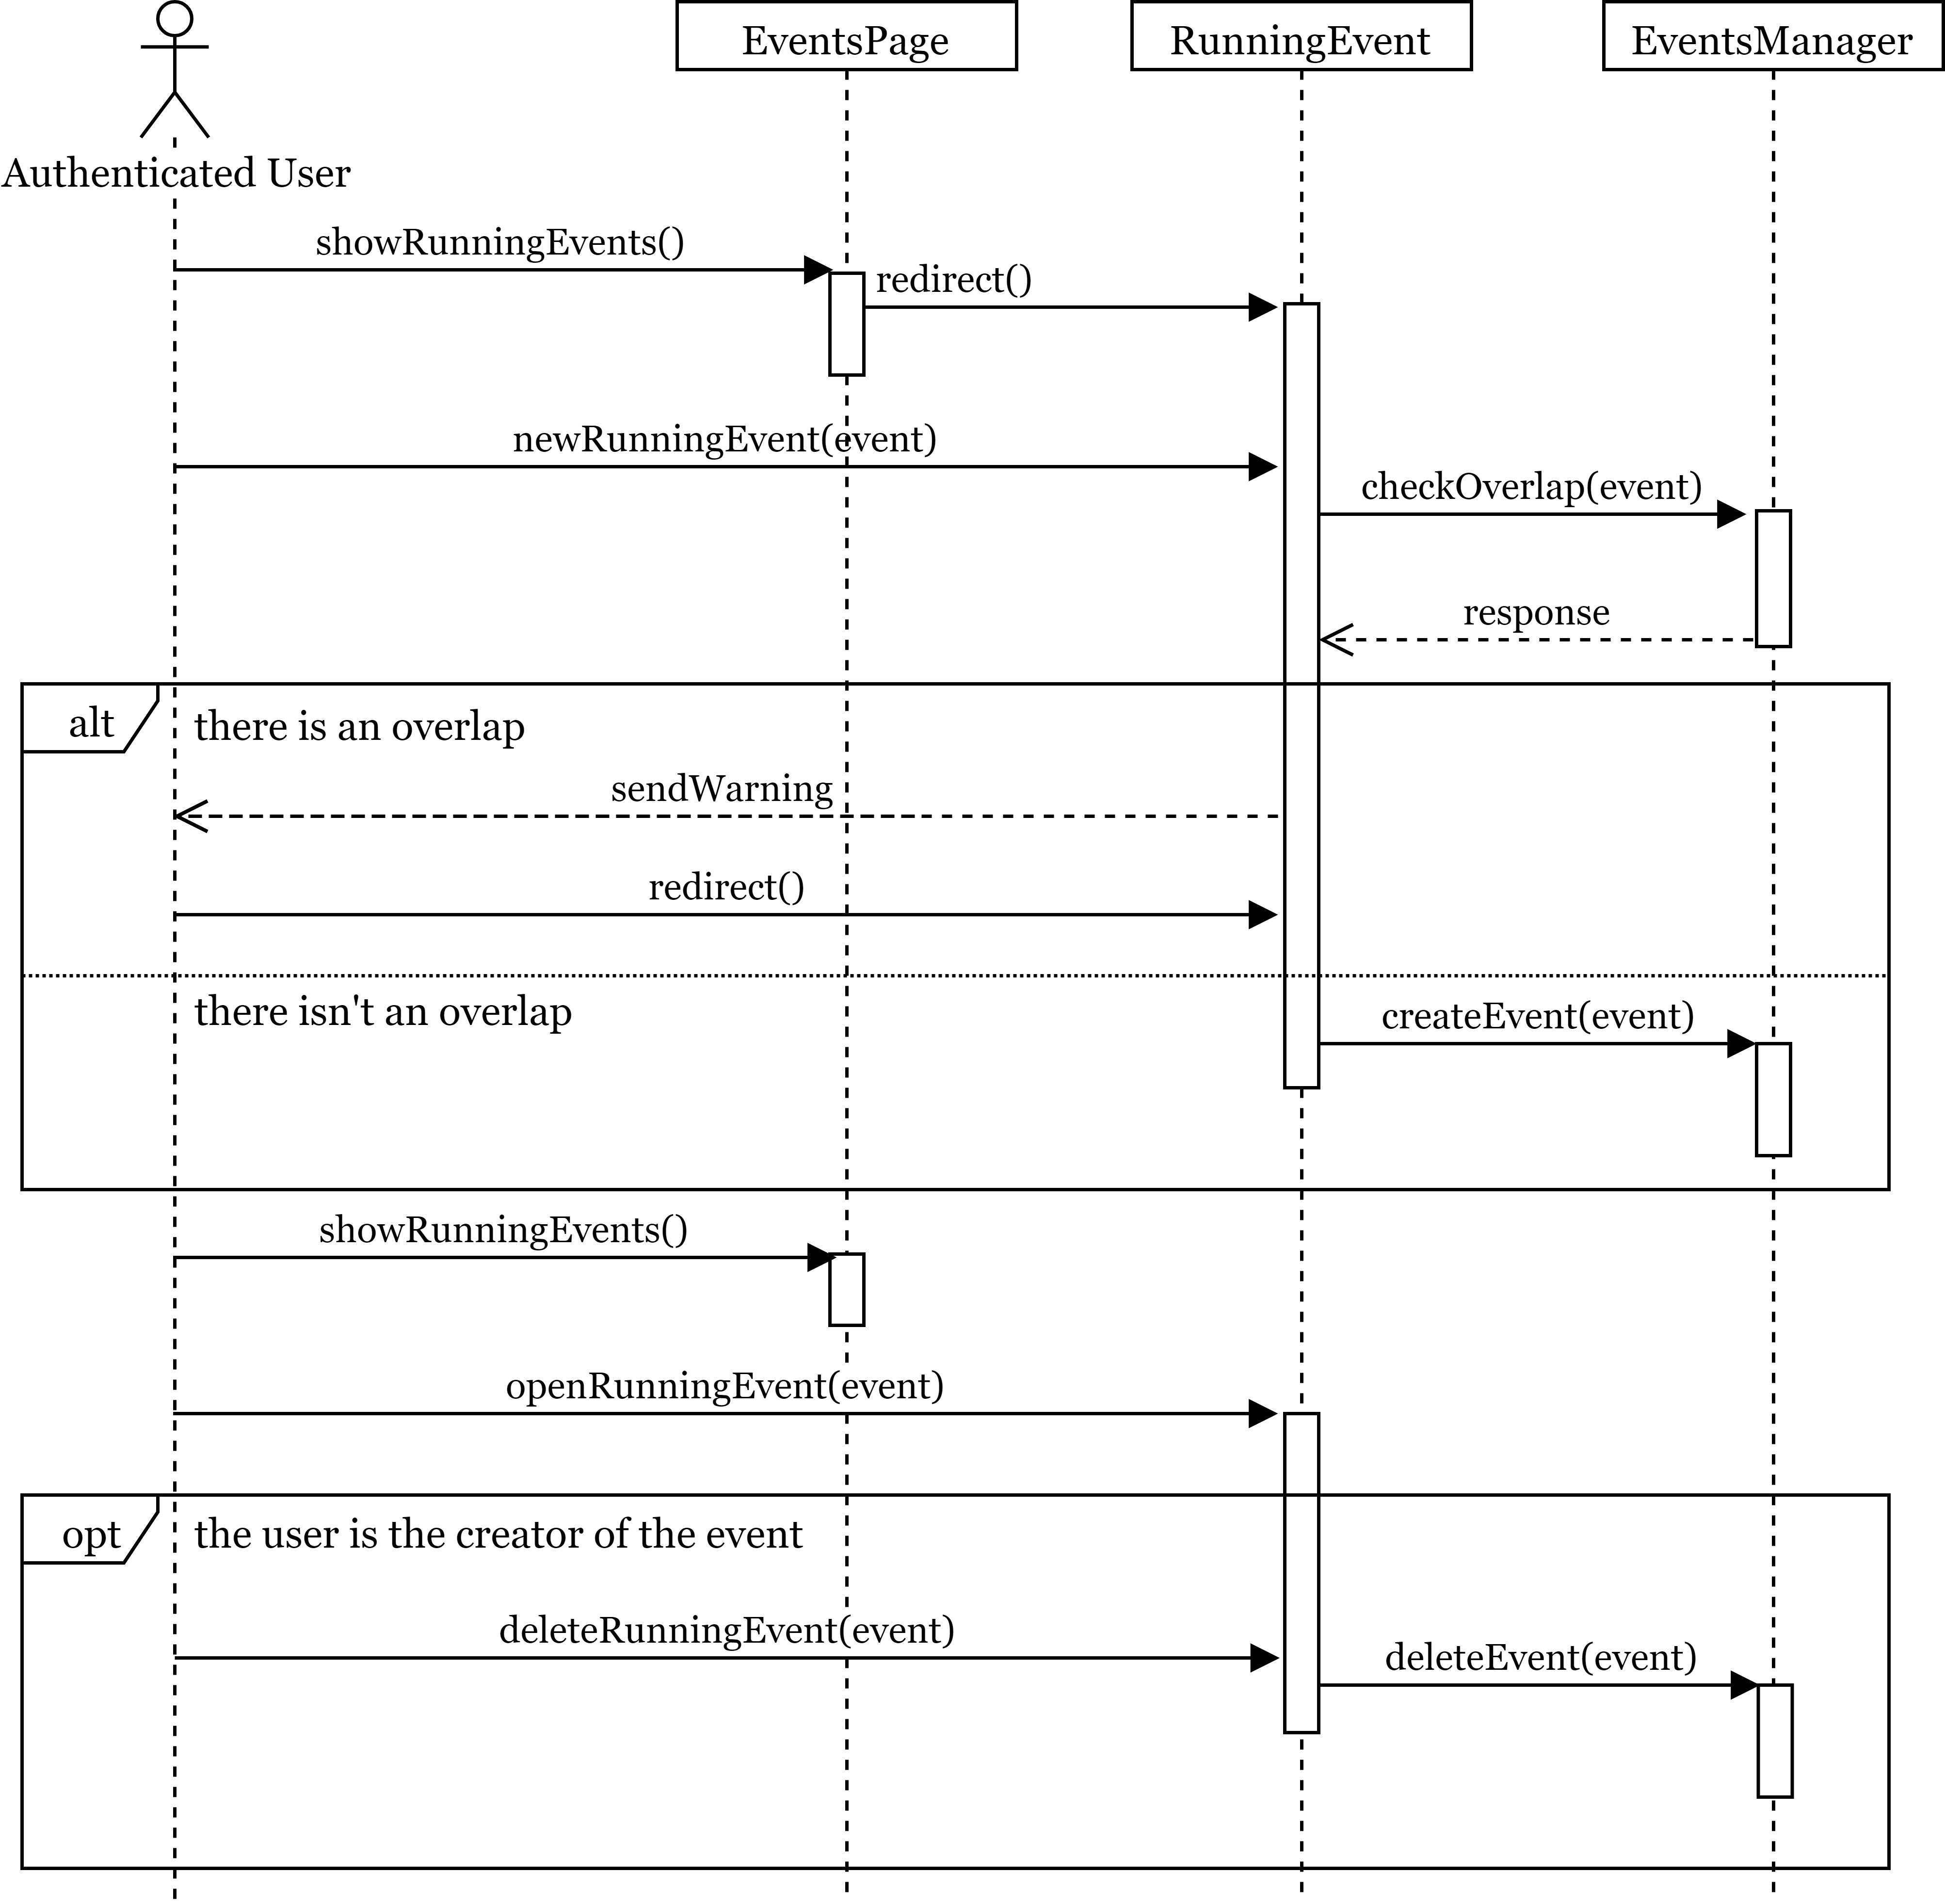 EventsPage
RunningEvent
EventsManager
Authenticated User
showRunningEvents()
redirect()
newRunningEvent(event)
checkOverlap(event)
response
alt
there is an overlap
sendWarning
redirect()
there isn't an overlap
createEvent(event)
showRunningEvents()
openRunningEvent(event)
opt
the user is the creator of the event
deleteRunningEvent(event)
deleteEvent(event)